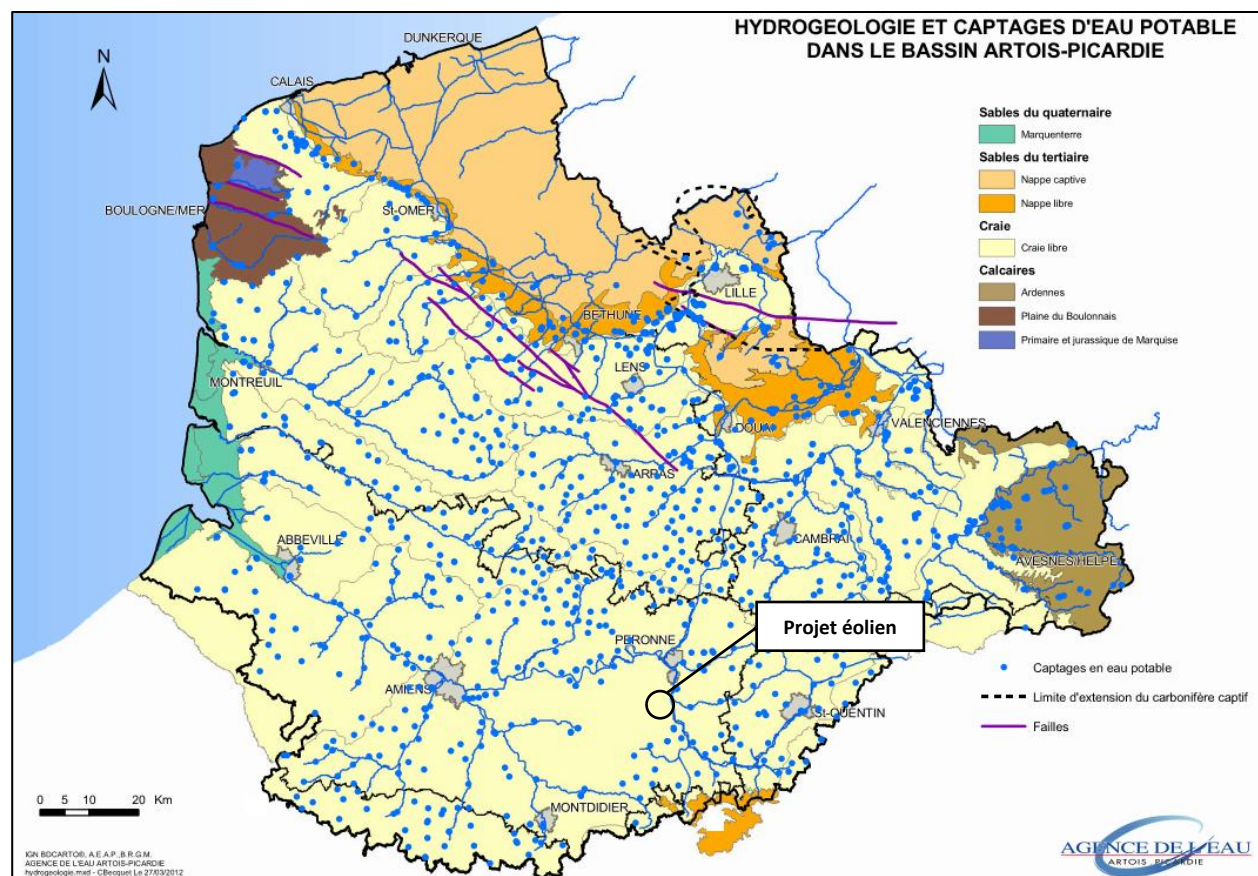 HYDROGEOLOGIE ET CAPTAGES D'EAU POTABLE
DANS LE BASSIN ARTOIS-PICARDIE
N
DUNKERQUE
CALAIS
BOULOGNE/MER
St-OMER
LILLE
BETHUNE
LENS
MONTREUIL
DOUAI
VALENCIENNES
ARRAS
CAMBRAI
ABBEVILLE
AVESNES/HELPE
PERONNE
Projet éolien
AMIENS
St-QUENTIN
MONTDIDIER
Sables du quaternaire
Marquenterre
Sables du tertiaire
Nappe captive
Nappe libre
Craie
Craie libre
Calcaires
Ardennes
Plaine du Boulonnais
Primaire et jurassique de Marquise
Captages en eau potable
Limite d'extension du carbonifère captif
Failles
0 5 10 20 Km
IGN BDCARTO®, A.E.A.P.,B.R.G.M.
AGENCE DE L'EAU ARTOIS-PICARDIE
hydrogeologie.mxd - CBecquet Le 27/03/2012
AGENCE DE L'EAU
ARTOIS PICARDIE